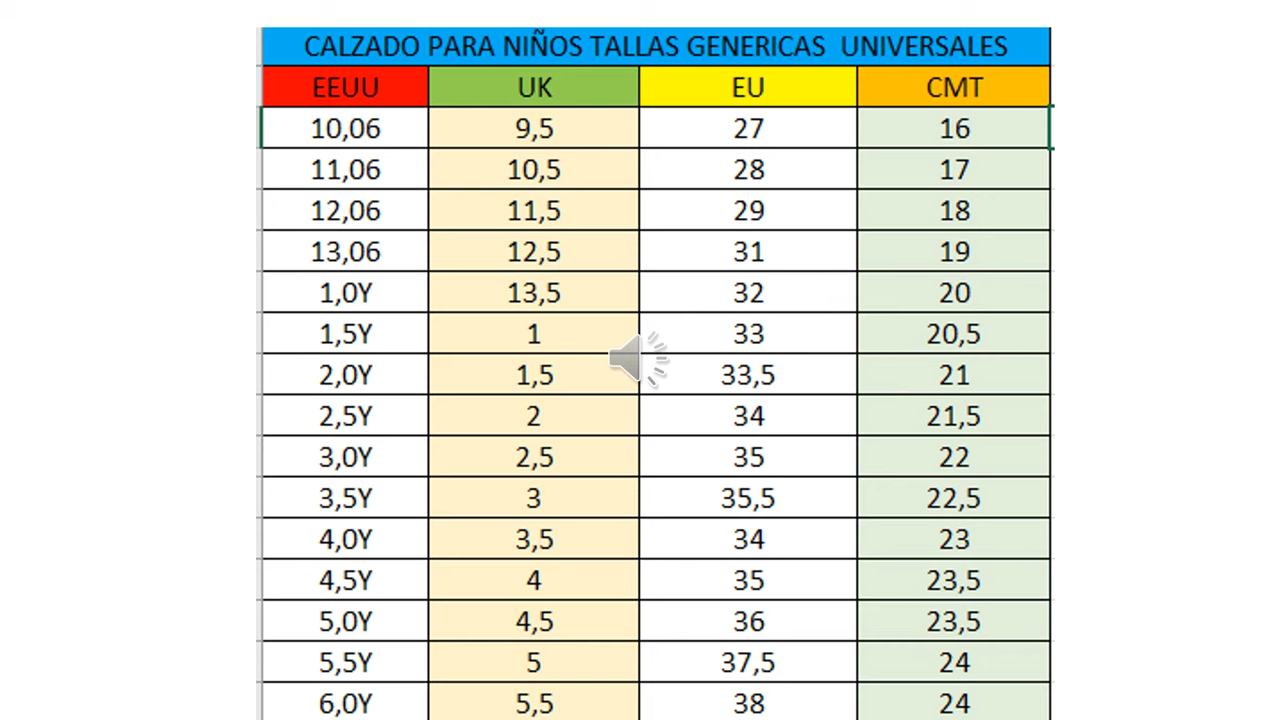 CALZADO PARA NIÑOS TALLAS GENERICAS UNIVERSALES
EEUU UK EU CMT
10,06 9,5 27 16
11,06 10,5 28 17
12,06 11,5 29 18
13,06 12,5 31 19
1,0Y 13,5 32 20
1,5Y 1 33 20,5
2,0Y 1,5 33,5 21
2,5Y 2 34 21,5
3,0Y 2,5 35 22
3,5Y 3 35,5 22,5
4,0Y 3,5 34 23
4,5Y 4 35 23,5
5,0Y 4,5 36 23,5
5,5Y 5 37,5 24
6,0Y 5,5 38 24